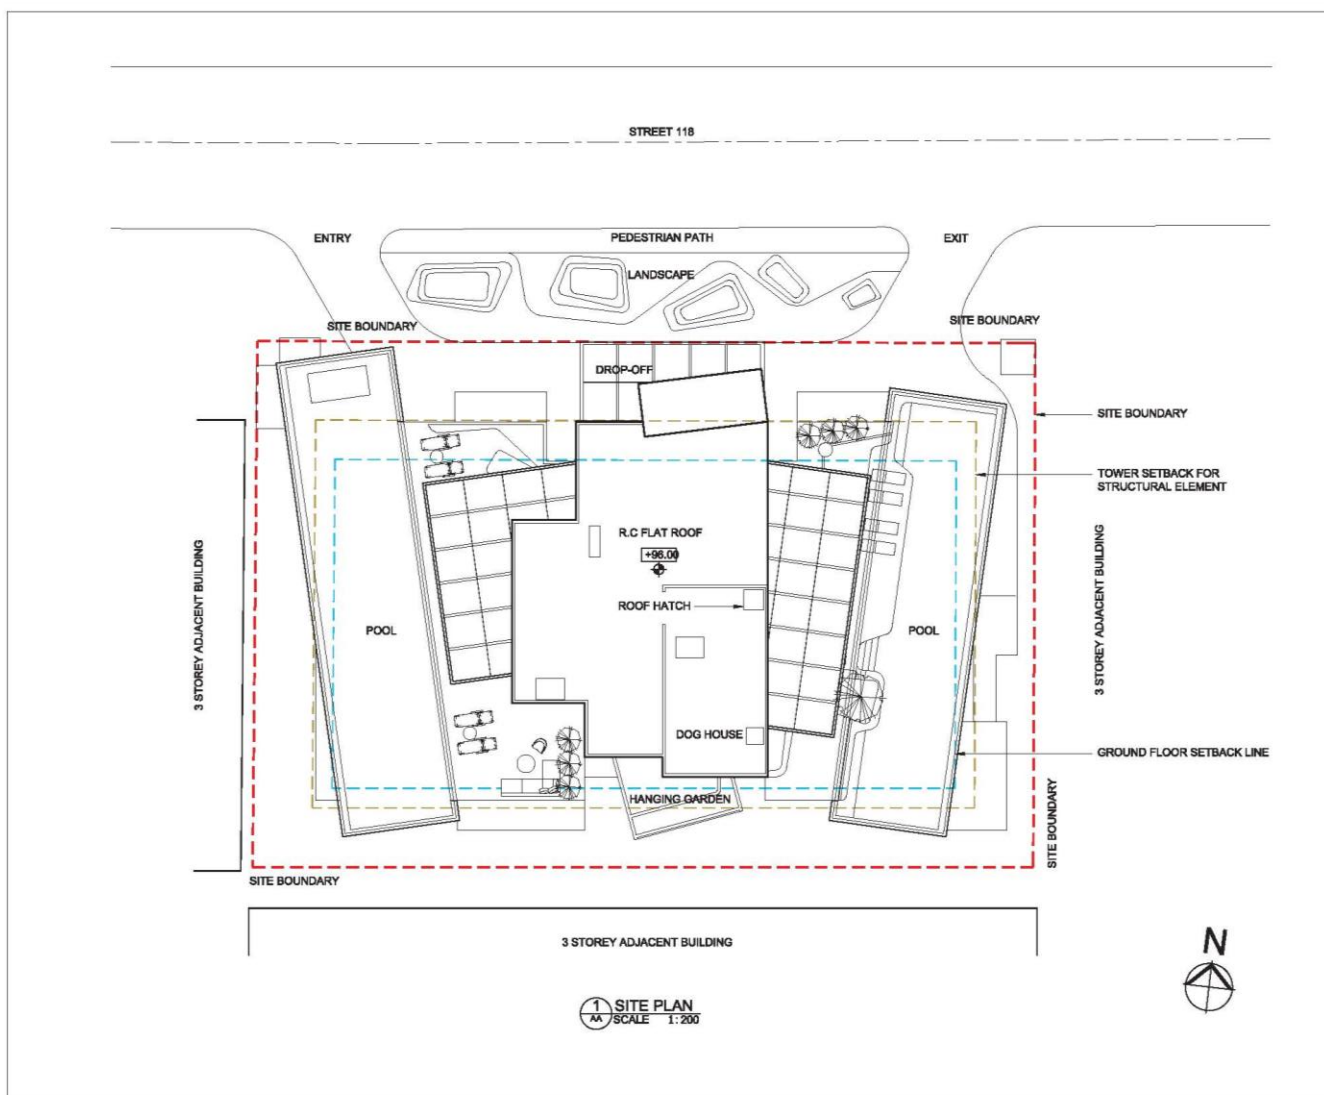 STREET 118
ENTRY
PEDESTRIAN PATH
EXIT
LANDSCAPE
SITE BOUNDARY
SITE BOUNDARY
DROP-OFF
SITE BOUNDARY
TOWER SETBACK FOR
STRUCTURAL ELEMENT
R.C FLAT ROOF
+96.00
3 STOREY ADJACENT BUILDING
ROOF HATCH
3 STOREY ADJACENT BUILDING
POOL
POOL
DOG HOUSE
GROUND FLOOR SETBACK LINE
HANGING GARDEN
SITE BOUNDARY
SITE BOUNDARY
3 STOREY ADJACENT BUILDING
N
1 SITE PLAN
AA SCALE 1:200